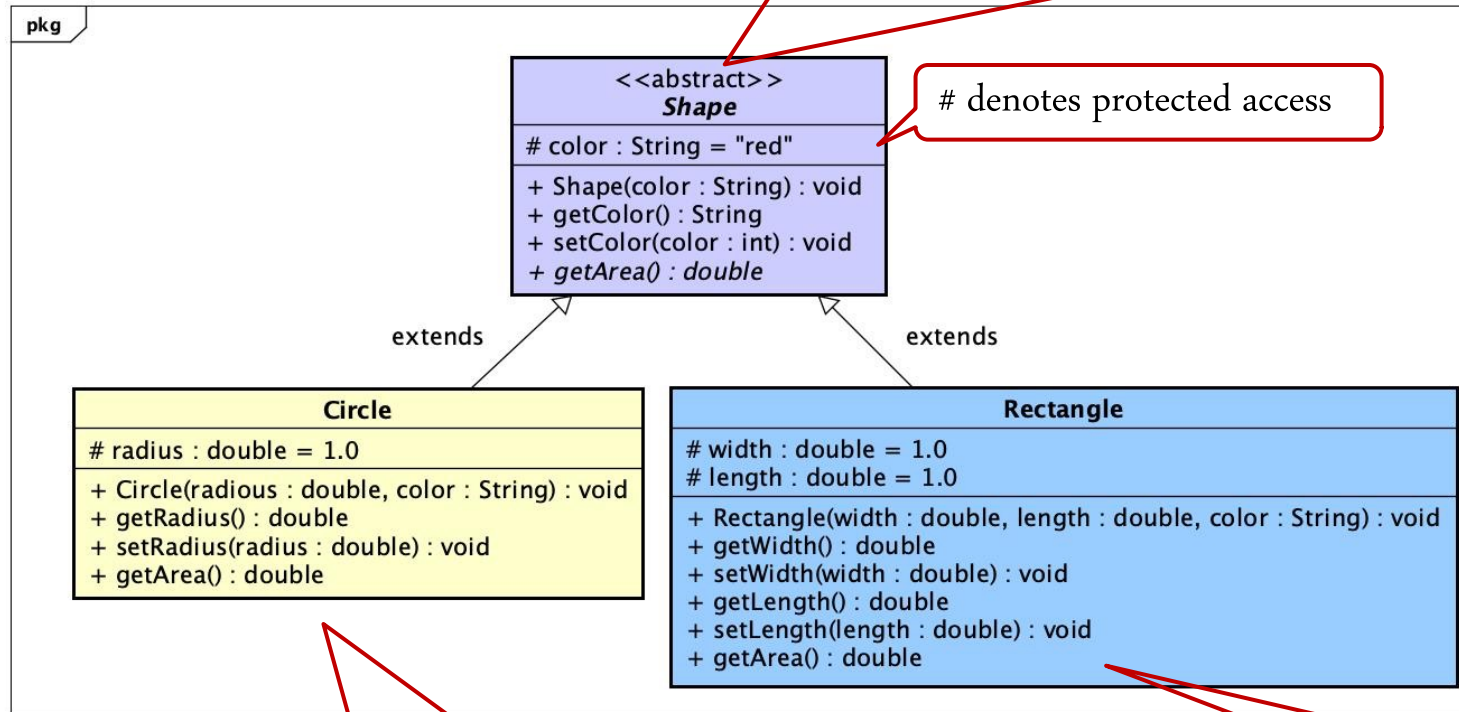 pkg
<<abstract>>
Shape
# color : String = "red"
+ Shape(color : String) : void
+ getColor() : String
+ setColor(color : int) : void
+ getArea() : double
# denotes protected access
extends
extends
Circle
# radius : double = 1.0
+ Circle(radious : double, color : String) : void
+ getRadius() : double
+ setRadius(radius : double) : void
+ getArea() : double
Rectangle
# width : double = 1.0
# length : double = 1.0
+ Rectangle(width : double, length : double, color : String) : void
+ getWidth() : double
+ setWidth(width : double) : void
+ getLength() : double
+ setLength(length : double) : void
+ getArea() : double